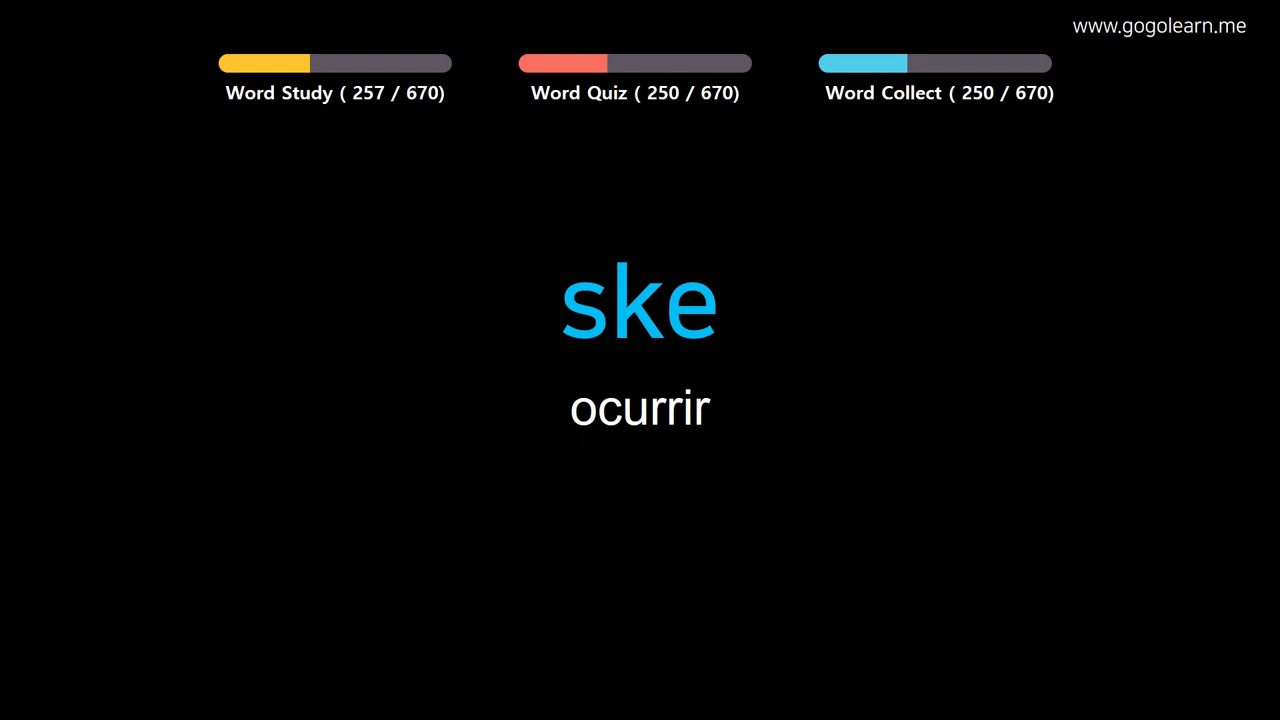 www.gogolearn.me
Word Study ( 257 / 670)
Word Quiz ( 250 / 670)
Word Collect ( 250 / 670)
ske
ocurrir